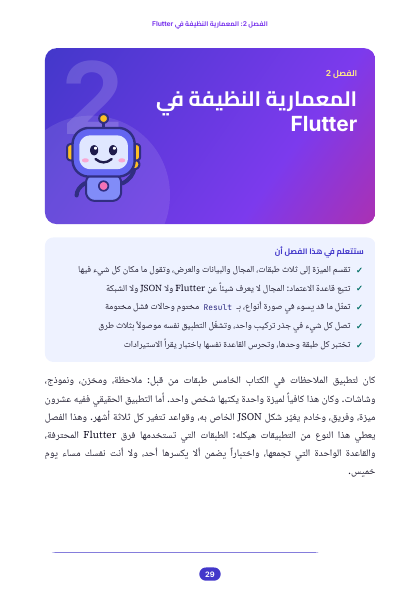 الفصل 2: المعمارية النظيفة في Flutter
2
الفصل 2
المعمارية النظيفة في
Flutter
ستتعلم في هذا الفصل أن
✓ تقسم الميزة إلى ثلاث طبقات، المجال والبيانات والعرض، وتقول ما مكان كل شيء فيها
✓ تتبع قاعدة الاعتماد: المجال لا يعرف شيئاً عن Flutter ولا JSON ولا الشبكة
✓ تمثل ما قد يسوء في صورة أنواع، بـ Result مختوم وحالات فشل مختومة
✓ تصل كل شيء في جذر تركيب واحد، وتشغّل التطبيق نفسه موصولاً بثلاث طرق
✓ تختبر كل طبقة وحدها، وتحرس القاعدة نفسها باختبار يقرأ الاستيرادات
كان لتطبيق الملاحظات في الكتاب الخامس طبقات من قبل: ملاحظة، ومخزن، ونموذج،
وشاشات. وكان هذا كافياً لميزة واحدة يكتبها شخص واحد. أما التطبيق الحقيقي ففيه عشرون
ميزة، وفريق، وخادم يغيّر شكل JSON الخاص به، وقواعد تتغير كل ثلاثة أشهر. وهذا الفصل
يعطي هذا النوع من التطبيقات هيكله: الطبقات التي تستخدمها فرق Flutter المحترفة،
والقاعدة الواحدة التي تجمعها، واختباراً يضمن ألا يكسرها أحد، ولا أنت نفسك مساء يوم
خميس.
29